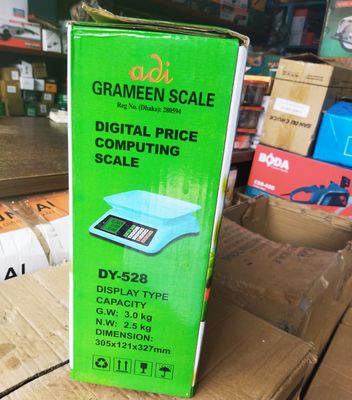 adi
GRAMEEN SCALE
Reg No. (Dhaka): 280594
DIGITAL PRICE
COMPUTING
SCALE
DY-528
DISPLAY TYPE
CAPACITY
G.W: 3.0 kg
N.W: 2.5 kg
DIMENSION:
305x121x327mm
BODA
AI